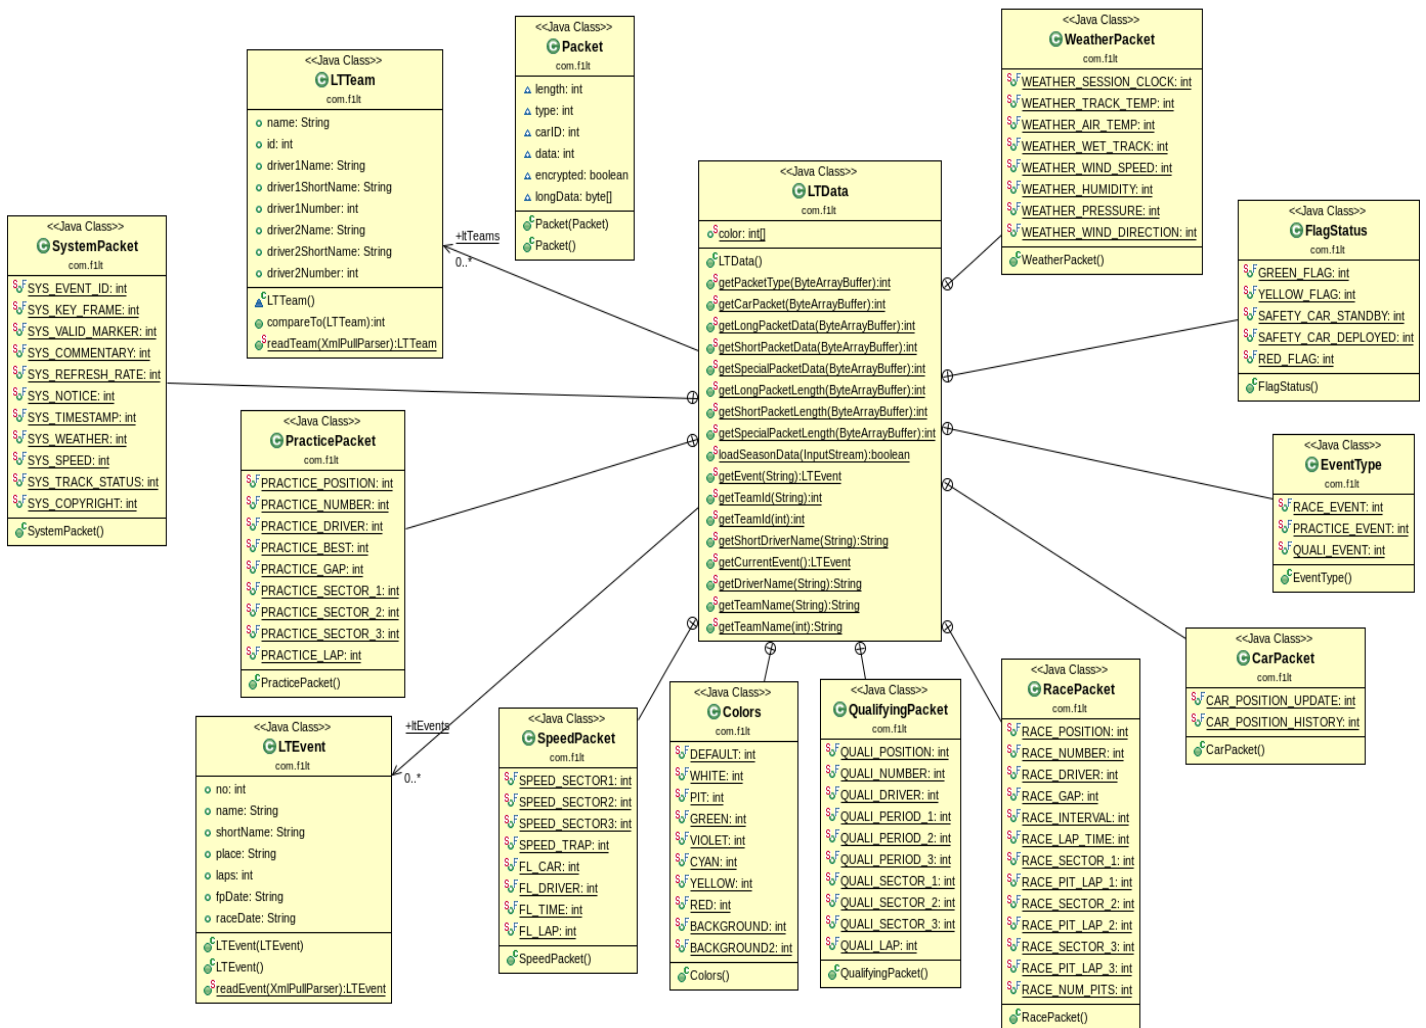 <<Java Class>>
Packet
com.f1lt
length: int
type: int
carID: int
data: int
encrypted: boolean
longData: byte[]
Packet(Packet)
Packet()
<<Java Class>>
WeatherPacket
com.f1lt
WEATHER_SESSION_CLOCK: int
WEATHER_TRACK_TEMP: int
WEATHER_AIR_TEMP: int
WEATHER_WET_TRACK: int
WEATHER_WIND_SPEED: int
WEATHER_HUMIDITY: int
WEATHER_PRESSURE: int
WEATHER_WIND_DIRECTION: int
WeatherPacket()
<<Java Class>>
LTTeam
com.f1lt
name: String
id: int
driver1Name: String
driver1ShortName: String
driver1Number: int
driver2Name: String
driver2ShortName: String
driver2Number: int
LTTeam()
compareTo(LTTeam):int
readTeam(XmlPullParser):LTTeam
+ltTeams
0..*
<<Java Class>>
LTData
com.f1lt
color: int[]
LTData()
getPacketType(ByteArrayBuffer):int
getCarPacket(ByteArrayBuffer):int
getLongPacketData(ByteArrayBuffer):int
getShortPacketData(ByteArrayBuffer):int
getSpecialPacketData(ByteArrayBuffer):int
getLongPacketLength(ByteArrayBuffer):int
getShortPacketLength(ByteArrayBuffer):int
getSpecialPacketLength(ByteArrayBuffer):int
loadSeasonData(InputStream):boolean
getEvent(String):LTEvent
getTeamId(String):int
getTeamId(int):int
getShortDriverName(String):String
getCurrentEvent():LTEvent
getDriverName(String):String
getTeamName(String):String
getTeamName(int):String
<<Java Class>>
FlagStatus
com.f1lt
GREEN_FLAG: int
YELLOW_FLAG: int
SAFETY_CAR_STANDBY: int
SAFETY_CAR_DEPLOYED: int
RED_FLAG: int
FlagStatus()
<<Java Class>>
SystemPacket
com.f1lt
SYS_EVENT_ID: int
SYS_KEY_FRAME: int
SYS_VALID_MARKER: int
SYS_COMMENTARY: int
SYS_REFRESH_RATE: int
SYS_NOTICE: int
SYS_TIMESTAMP: int
SYS_WEATHER: int
SYS_SPEED: int
SYS_TRACK_STATUS: int
SYS_COPYRIGHT: int
SystemPacket()
<<Java Class>>
PracticePacket
com.f1lt
PRACTICE_POSITION: int
PRACTICE_NUMBER: int
PRACTICE_DRIVER: int
PRACTICE_BEST: int
PRACTICE_GAP: int
PRACTICE_SECTOR_1: int
PRACTICE_SECTOR_2: int
PRACTICE_SECTOR_3: int
PRACTICE_LAP: int
PracticePacket()
<<Java Class>>
EventType
com.f1lt
RACE_EVENT: int
PRACTICE_EVENT: int
QUALI_EVENT: int
EventType()
<<Java Class>>
CarPacket
com.f1lt
CAR_POSITION_UPDATE: int
CAR_POSITION_HISTORY: int
CarPacket()
<<Java Class>>
LTEvent
com.f1lt
no: int
name: String
shortName: String
place: String
laps: int
fpDate: String
raceDate: String
LTEvent(LTEvent)
LTEvent()
readEvent(XmlPullParser):LTEvent
+ltEvents
0..*
<<Java Class>>
SpeedPacket
com.f1lt
SPEED_SECTOR1: int
SPEED_SECTOR2: int
SPEED_SECTOR3: int
SPEED_TRAP: int
FL_CAR: int
FL_DRIVER: int
FL_TIME: int
FL_LAP: int
SpeedPacket()
<<Java Class>>
Colors
com.f1lt
DEFAULT: int
WHITE: int
PIT: int
GREEN: int
VIOLET: int
CYAN: int
YELLOW: int
RED: int
BACKGROUND: int
BACKGROUND2: int
Colors()
<<Java Class>>
QualifyingPacket
com.f1lt
QUALI_POSITION: int
QUALI_NUMBER: int
QUALI_DRIVER: int
QUALI_PERIOD_1: int
QUALI_PERIOD_2: int
QUALI_PERIOD_3: int
QUALI_SECTOR_1: int
QUALI_SECTOR_2: int
QUALI_SECTOR_3: int
QUALI_LAP: int
QualifyingPacket()
<<Java Class>>
RacePacket
com.f1lt
RACE_POSITION: int
RACE_NUMBER: int
RACE_DRIVER: int
RACE_GAP: int
RACE_INTERVAL: int
RACE_LAP_TIME: int
RACE_SECTOR_1: int
RACE_PIT_LAP_1: int
RACE_SECTOR_2: int
RACE_PIT_LAP_2: int
RACE_SECTOR_3: int
RACE_PIT_LAP_3: int
RACE_NUM_PITS: int
RacePacket()